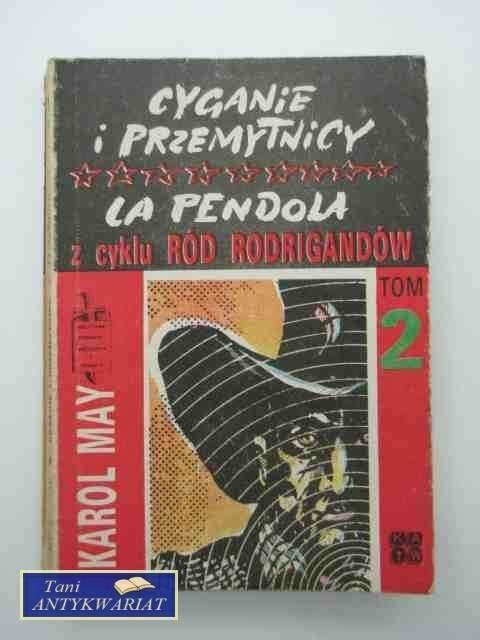 CYGANIE
i PRZEMYTNICY
LA PENDOLA
z cyklu RÓD RODRIGANDÓW
TOM
2
KAROL MAY
Tani
ANTYKWARIAT